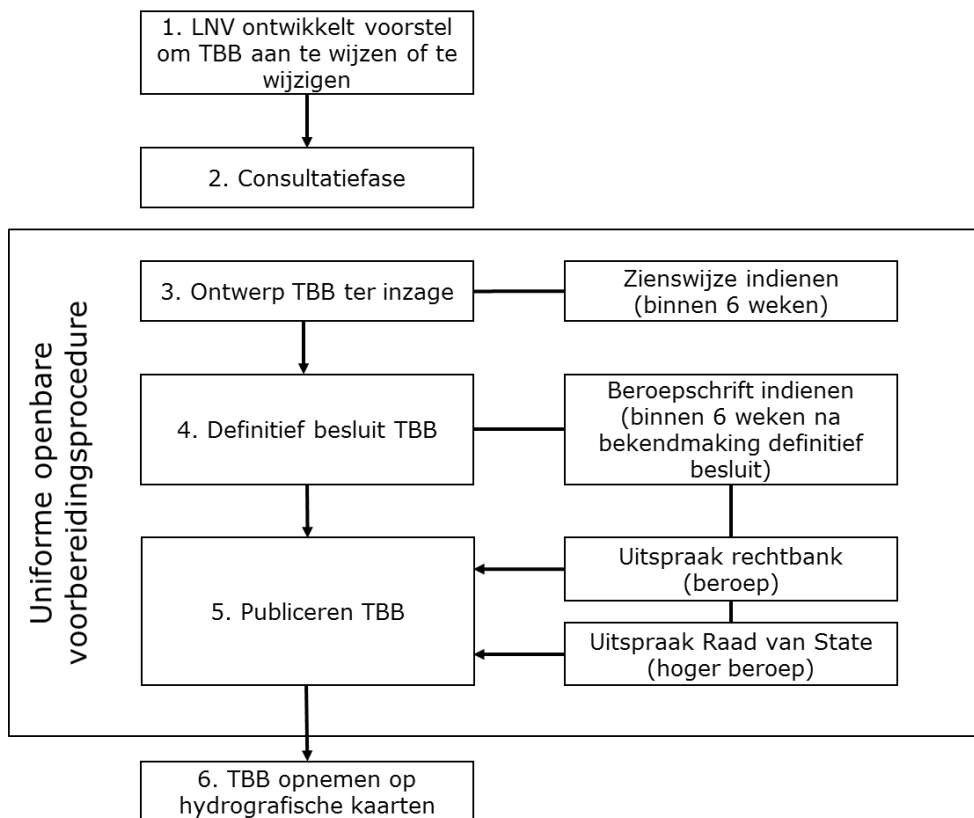 1. LNV ontwikkelt voorstel
om TBB aan te wijzen of te
wijzigen
2. Consultatiefase
Uniforme openbare
voorbereidingsprocedure
3. Ontwerp TBB ter inzage
Zienswijze indienen
(binnen 6 weken)
4. Definitief besluit TBB
Beroepschrift indienen
(binnen 6 weken na
bekendmaking definitief
besluit)
5. Publiceren TBB
Uitspraak rechtbank
(beroep)
Uitspraak Raad van State
(hoger beroep)
6. TBB opnemen op
hydrografische kaarten